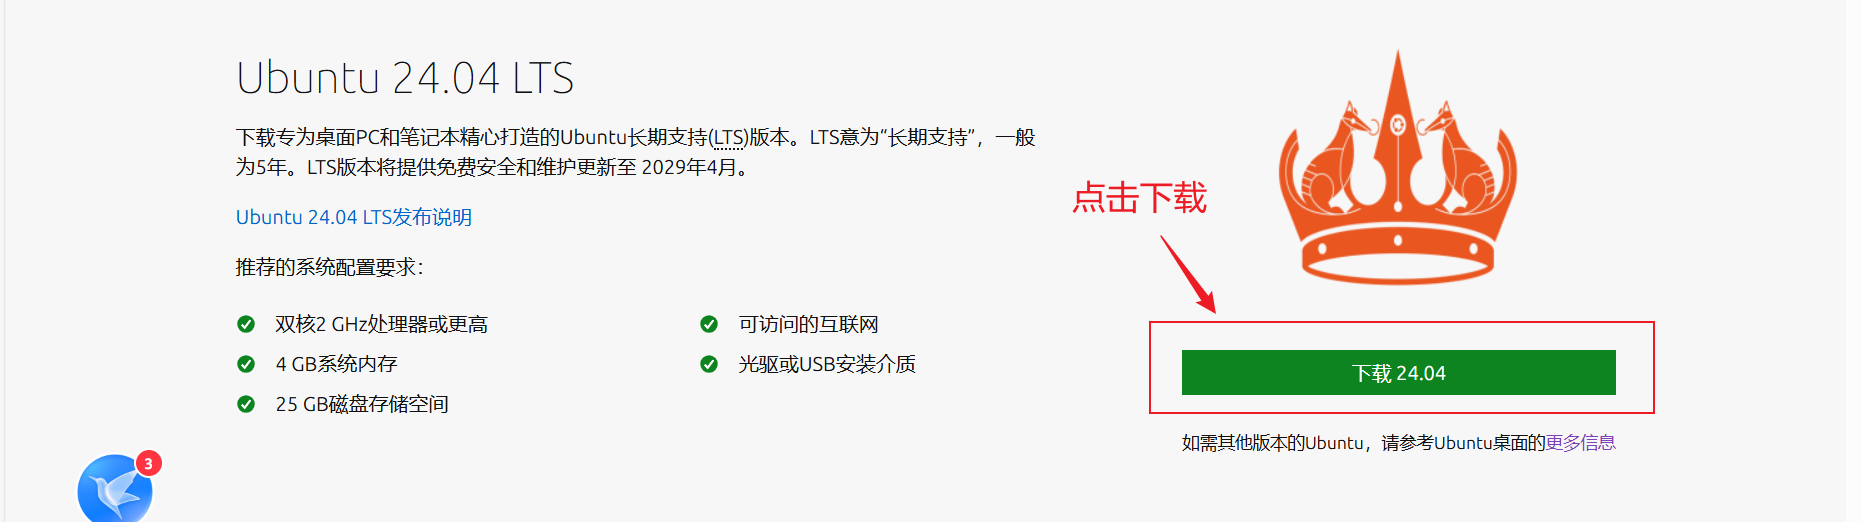 Ubuntu 24.04 LTS
下载专为桌面PC和笔记本精心打造的Ubuntu长期支持(LTS)版本。LTS意为“长期支持”，一般
为5年。LTS版本将提供免费安全和维护更新至 2029年4月。
Ubuntu 24.04 LTS发布说明
推荐的系统配置要求：
双核2 GHz处理器或更高
4 GB系统内存
25 GB磁盘存储空间
可访问的互联网
光驱或USB安装介质
点击下载
下载 24.04
如需其他版本的Ubuntu，请参考Ubuntu桌面的更多信息
3